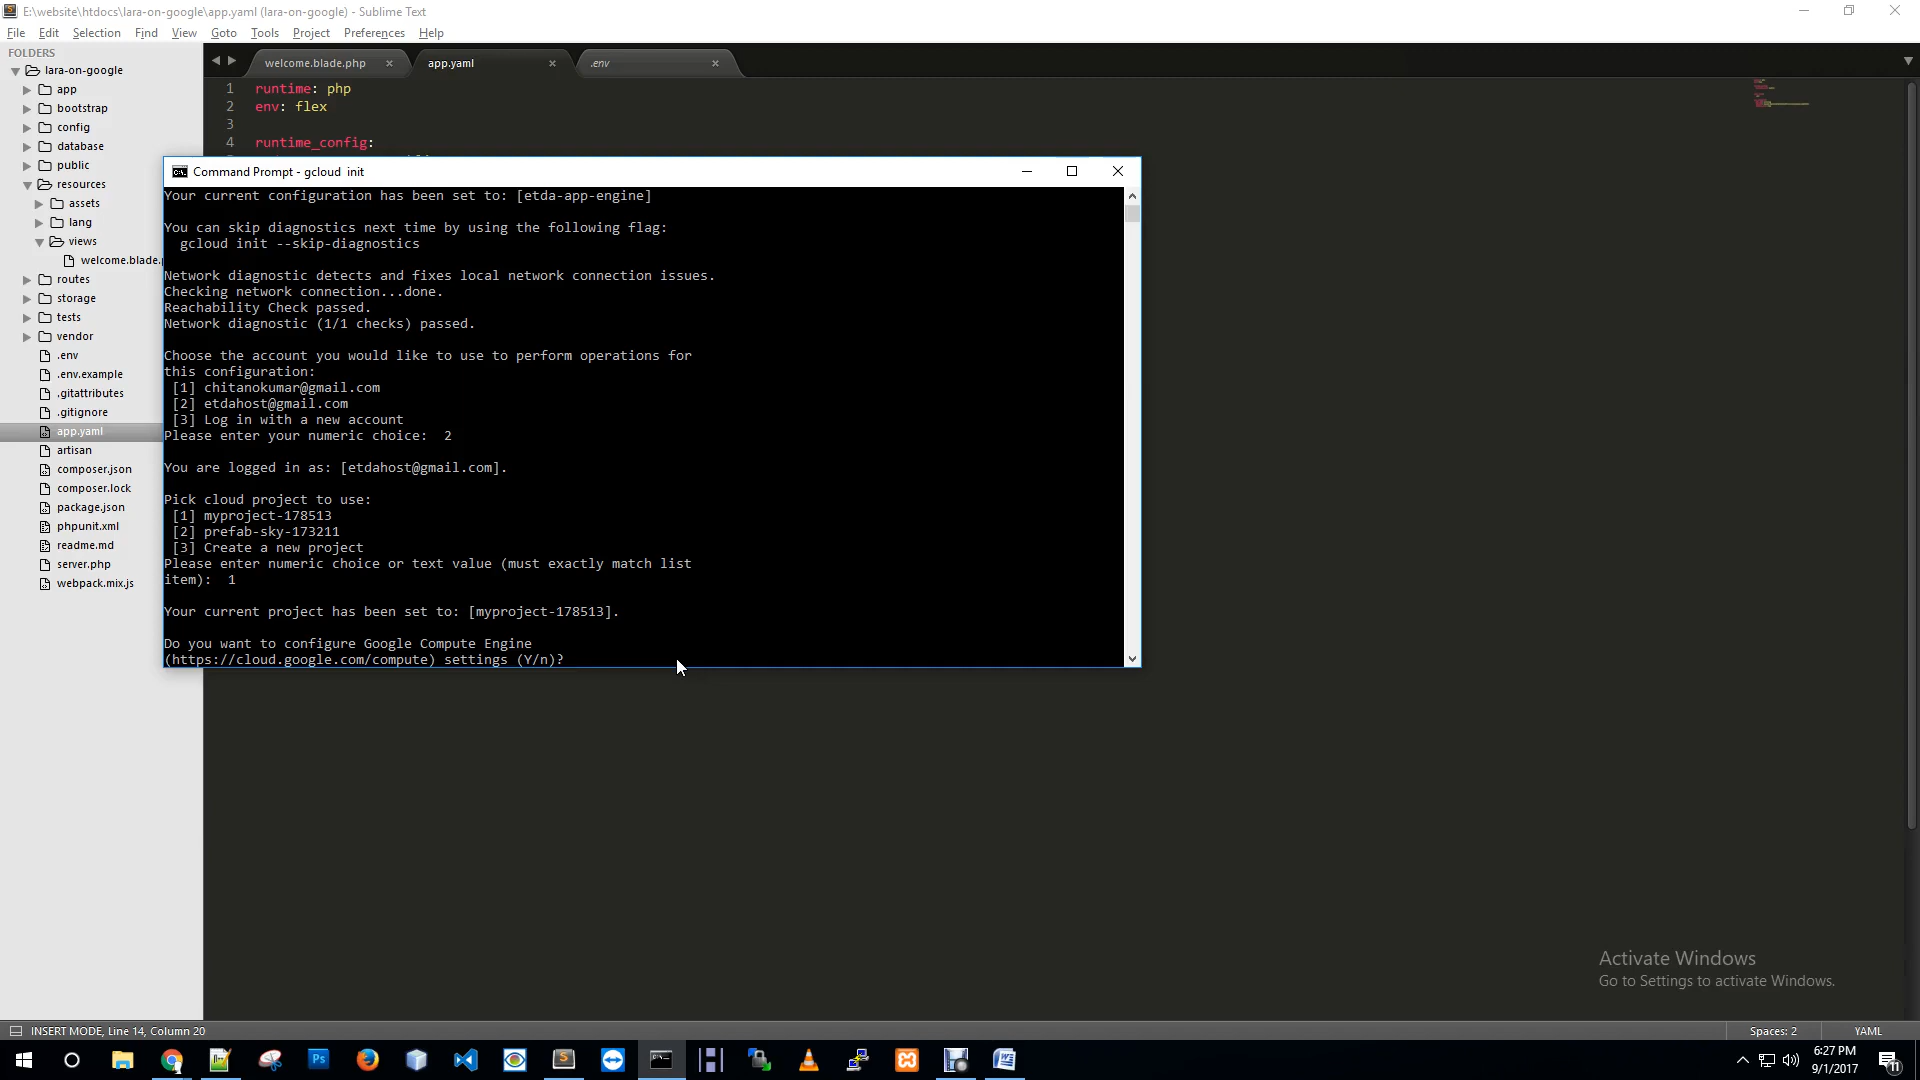 E:\website\htdocs\lara-on-google\app.yaml (lara-on-google) - Sublime Text
File Edit Selection Find View Goto Tools Project Preferences Help
FOLDERS
lara-on-google
app
bootstrap
config
database
public
resources
assets
lang
views
welcome.blade.p
routes
storage
tests
vendor
.env
.env.example
.gitattributes
.gitignore
app.yaml
artisan
composer.json
composer.lock
package.json
phpunit.xml
readme.md
server.php
webpack.mix.js
welcome.blade.php
app.yaml
.env
1 runtime: php
2 env: flex
3
4 runtime_config:
Command Prompt - gcloud init
Your current configuration has been set to: [etda-app-engine]
You can skip diagnostics next time by using the following flag:
gcloud init --skip-diagnostics
Network diagnostic detects and fixes local network connection issues.
Checking network connection...done.
Reachability Check passed.
Network diagnostic (1/1 checks) passed.
Choose the account you would like to use to perform operations for
this configuration:
[1] chitanokumar@gmail.com
[2] etdahost@gmail.com
[3] Log in with a new account
Please enter your numeric choice: 2
You are logged in as: [etdahost@gmail.com].
Pick cloud project to use:
[1] myproject-178513
[2] prefab-sky-173211
[3] Create a new project
Please enter numeric choice or text value (must exactly match list
item): 1
Your current project has been set to: [myproject-178513].
Do you want to configure Google Compute Engine
(https://cloud.google.com/compute) settings (Y/n)?
Activate Windows
Go to Settings to activate Windows.
INSERT MODE, Line 14, Column 20
Spaces: 2
YAML
6:27 PM
9/1/2017
11